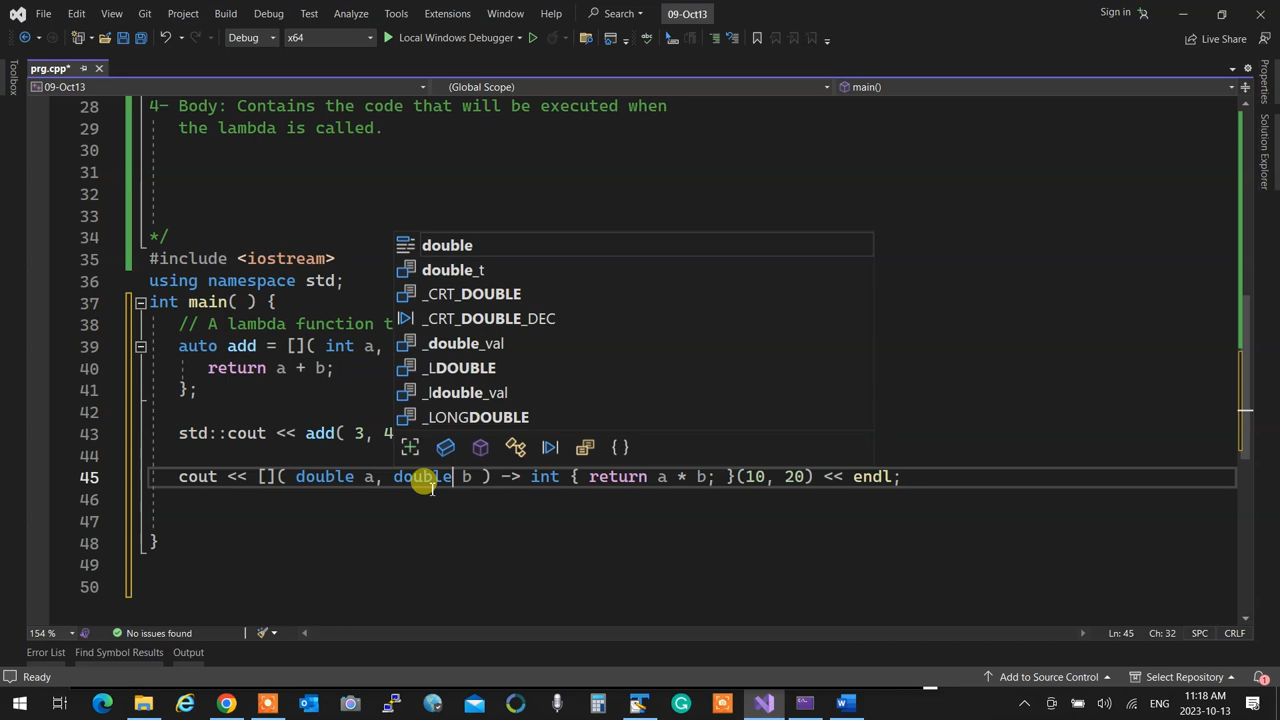 File Edit View Git Project Build Debug Test Analyze Tools Extensions Window Help Search 09-Oct13 Sign in
Debug x64 Local Windows Debugger Live Share
prg.cpp*
09-Oct13 (Global Scope) main()
Toolbox
Properties
Solution Explorer
28 4- Body: Contains the code that will be executed when
29 the lambda is called.
30
31
32
33
34 */
35 #include <iostream>
36 using namespace std;
37 int main( ) {
38 // A lambda function t
39 auto add = []( int a,
40 return a + b;
41 };
42
43 std::cout << add( 3, 4
44
45 cout << []( double a, double b ) -> int { return a * b; }(10, 20) << endl;
46
47
48 }
49
50
double
double_t
_CRT_DOUBLE
_CRT_DOUBLE_DEC
_double_val
_LDOUBLE
_ldouble_val
_LONGDOUBLE
154 % No issues found Ln: 45 Ch: 32 SPC CRLF
Error List Find Symbol Results Output
Ready Add to Source Control Select Repository 1
ENG 11:18 AM 2023-10-13